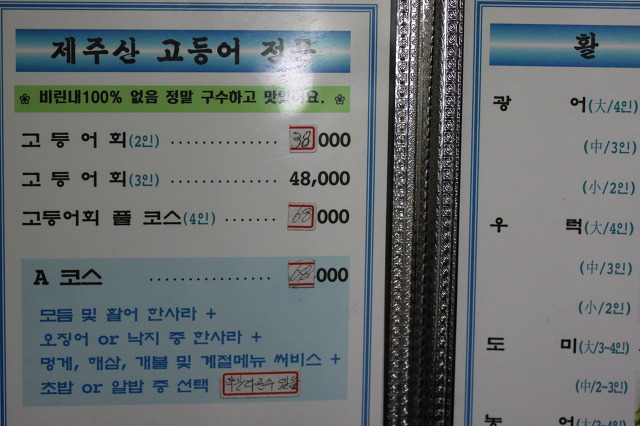 제주산 고등어 전문
❀ 비린내100% 없음 정말 구수하고 맛있어요. ❀
고 등 어 회(2인) ·············· 38,000
고 등 어 회(3인) ·············· 48,000
고등어회 풀 코스(4인) ······· 68,000
A 코스 ················ 68,000
모듬 및 활어 한사라 +
오징어 or 낙지 중 한사라 +
멍게, 해삼, 개불 및 계절메뉴 써비스 +
초밥 or 알밥 중 선택
활
광 어(大/4인)
(中/3인)
(小/2인)
우 럭(大/4인)
(中/3인)
(小/2인)
도 미(大/3~4인)
(中/2~3인)
농 어(大/3~4인)